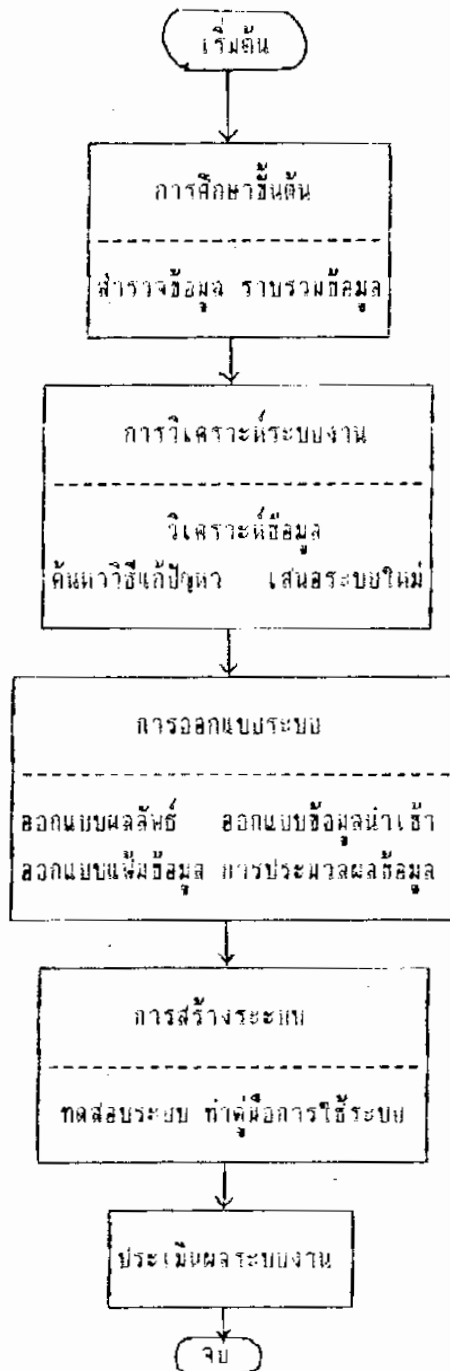 เริ่มต้น
การศึกษาขั้นต้น
สำรวจข้อมูล รวบรวมข้อมูล
การวิเคราะห์ระบบงาน
วิเคราะห์ข้อมูล
ค้นหาวิธีแก้ปัญหา เสนอระบบใหม่
การออกแบบระบบ
ออกแบบผลลัพธ์ ออกแบบข้อมูลนำเข้า
ออกแบบแฟ้มข้อมูล การประมวลผลข้อมูล
การสร้างระบบ
ทดสอบระบบ ทำคู่มือการใช้ระบบ
ประเมินผลระบบงาน
จบ